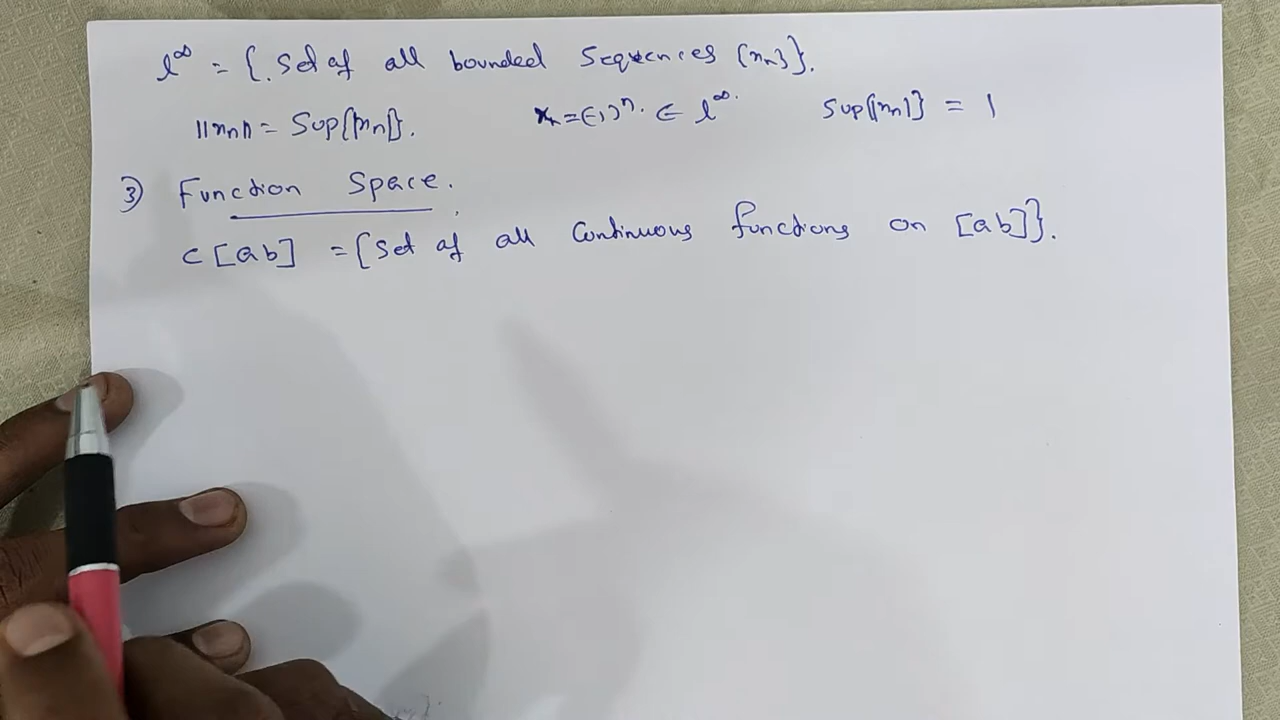 l^∞ = {. Set of all bounded Sequences (xn)}.
||xn|| = Sup{|xn|}. xn = (-1)^n. ∈ l^∞. Sup{|xn|} = 1
3) Function Space.
C [ab] = {Set of all Continuous functions on [ab]}.